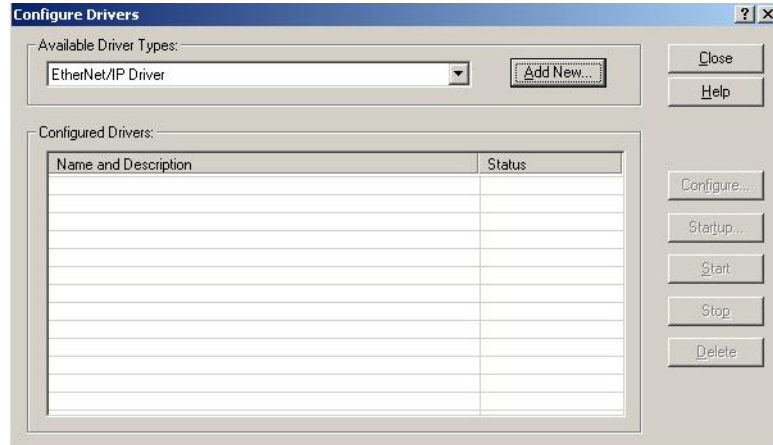 Configure Drivers
Available Driver Types:
EtherNet/IP Driver
Add New...
Close
Help
Configured Drivers:
Name and Description
Status
Configure...
Startup...
Start
Stop
Delete